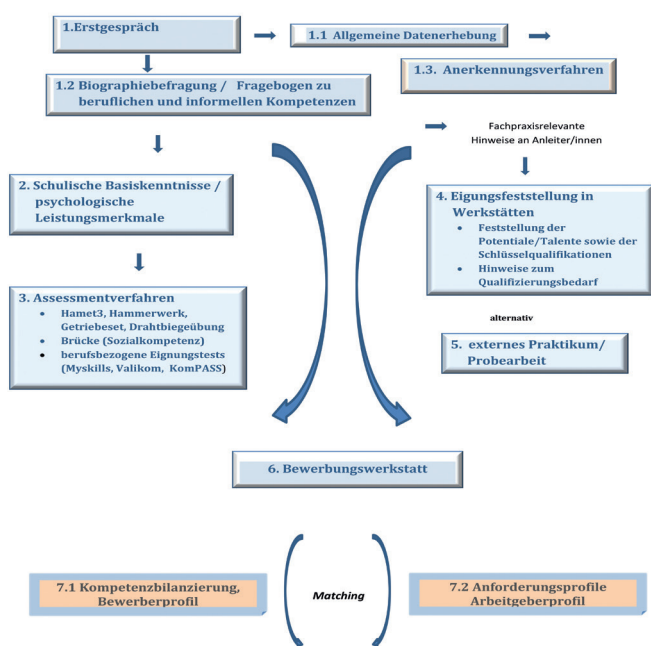 1.Erstgespräch
1.1 Allgemeine Datenerhebung
1.2 Biographiebefragung / Fragebogen zu
beruflichen und informellen Kompetenzen
1.3. Anerkennungsverfahren
Fachpraxisrelevante
Hinweise an Anleiter/innen
2. Schulische Basiskenntnisse /
psychologische
Leistungsmerkmale
4. Eigungsfeststellung in
Werkstätten
• Feststellung der
Potentiale/Talente sowie der
Schlüsselqualifikationen
• Hinweise zum
Qualifizierungsbedarf
3. Assessmentverfahren
• Hamet3, Hammerwerk,
Getriebeset, Drahtbiegeübung
• Brücke (Sozialkompetenz)
• berufsbezogene Eignungstests
(Myskills, Valikom, KomPASS)
alternativ
5. externes Praktikum/
Probearbeit
6. Bewerbungswerkstatt
7.1 Kompetenzbilanzierung,
Bewerberprofil
Matching
7.2 Anforderungsprofile
Arbeitgeberprofil